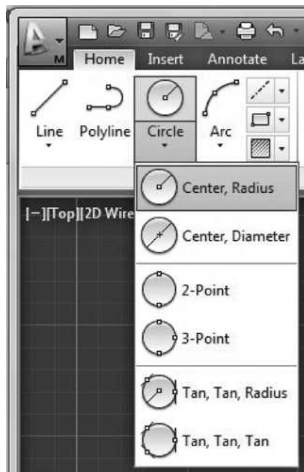 M
Home Insert Annotate La
Line Polyline Circle Arc
[−][Top][2D Wire
Center, Radius
Center, Diameter
2-Point
3-Point
Tan, Tan, Radius
Tan, Tan, Tan